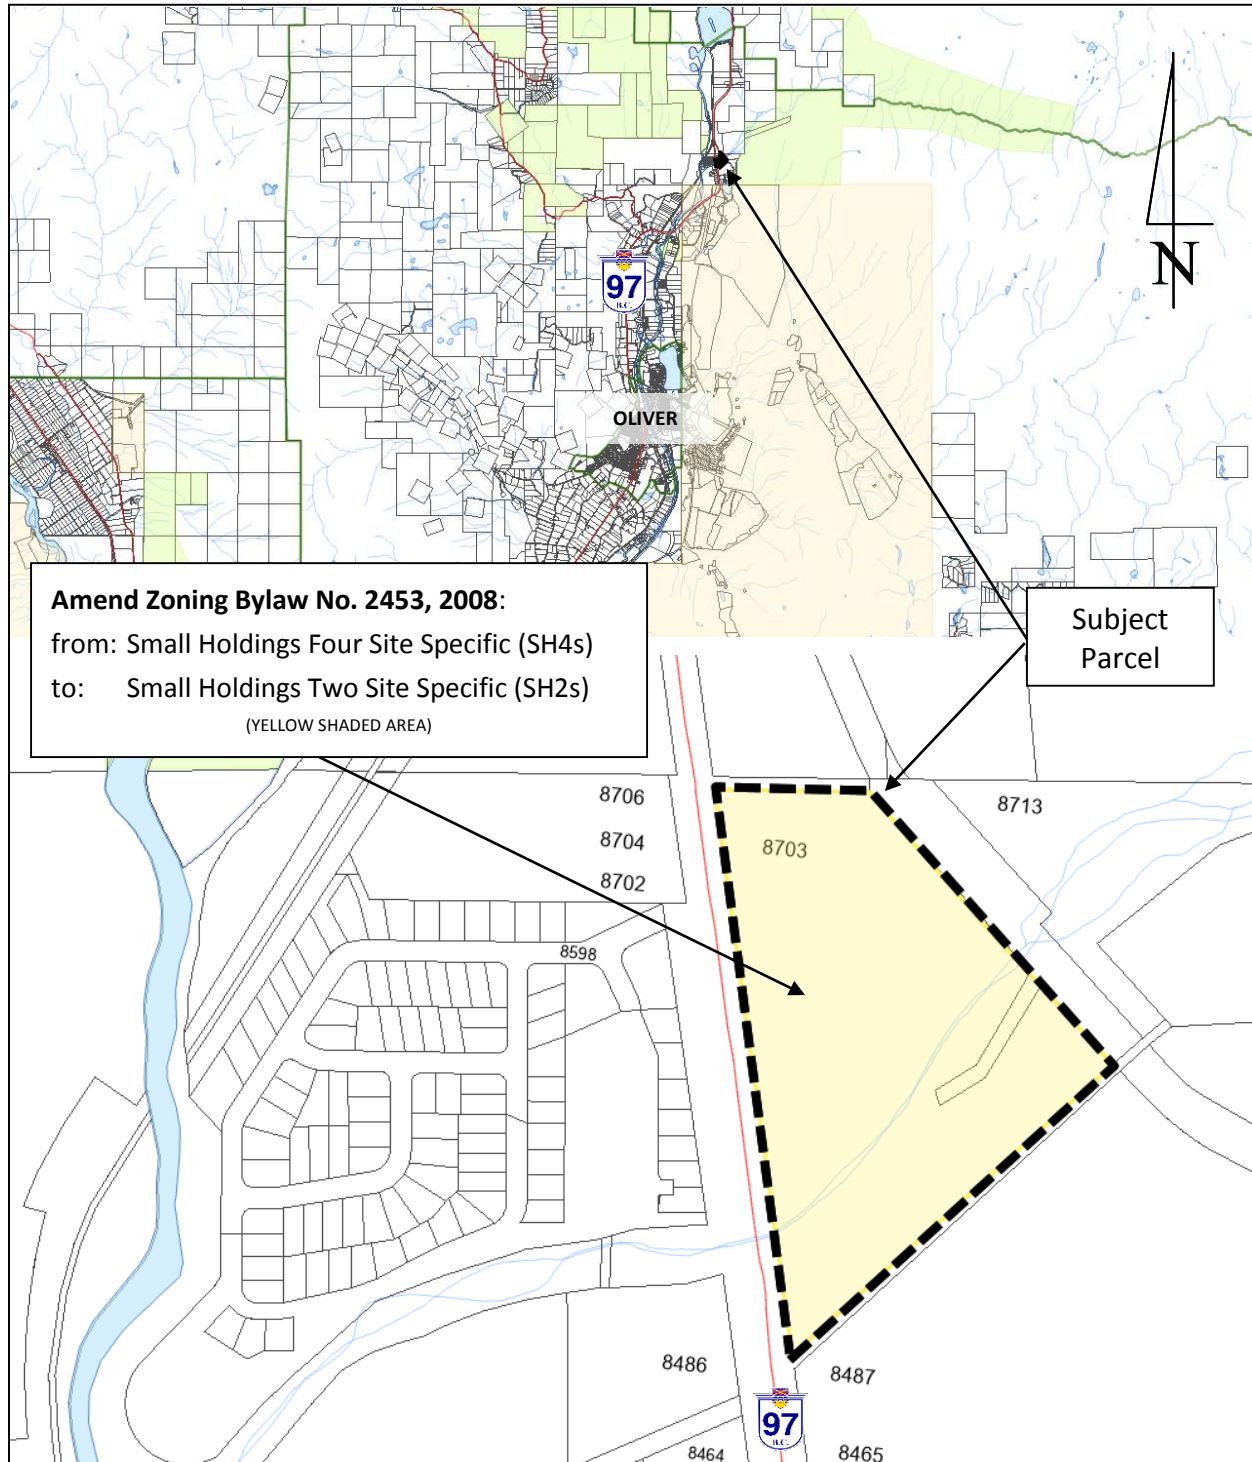 N
97
B.C.
OLIVER
Amend Zoning Bylaw No. 2453, 2008:
from: Small Holdings Four Site Specific (SH4s)
to: Small Holdings Two Site Specific (SH2s)
(YELLOW SHADED AREA)
Subject
Parcel
8706
8704
8702
8598
8703
8713
8486
8487
97
B.C.
8464
8465